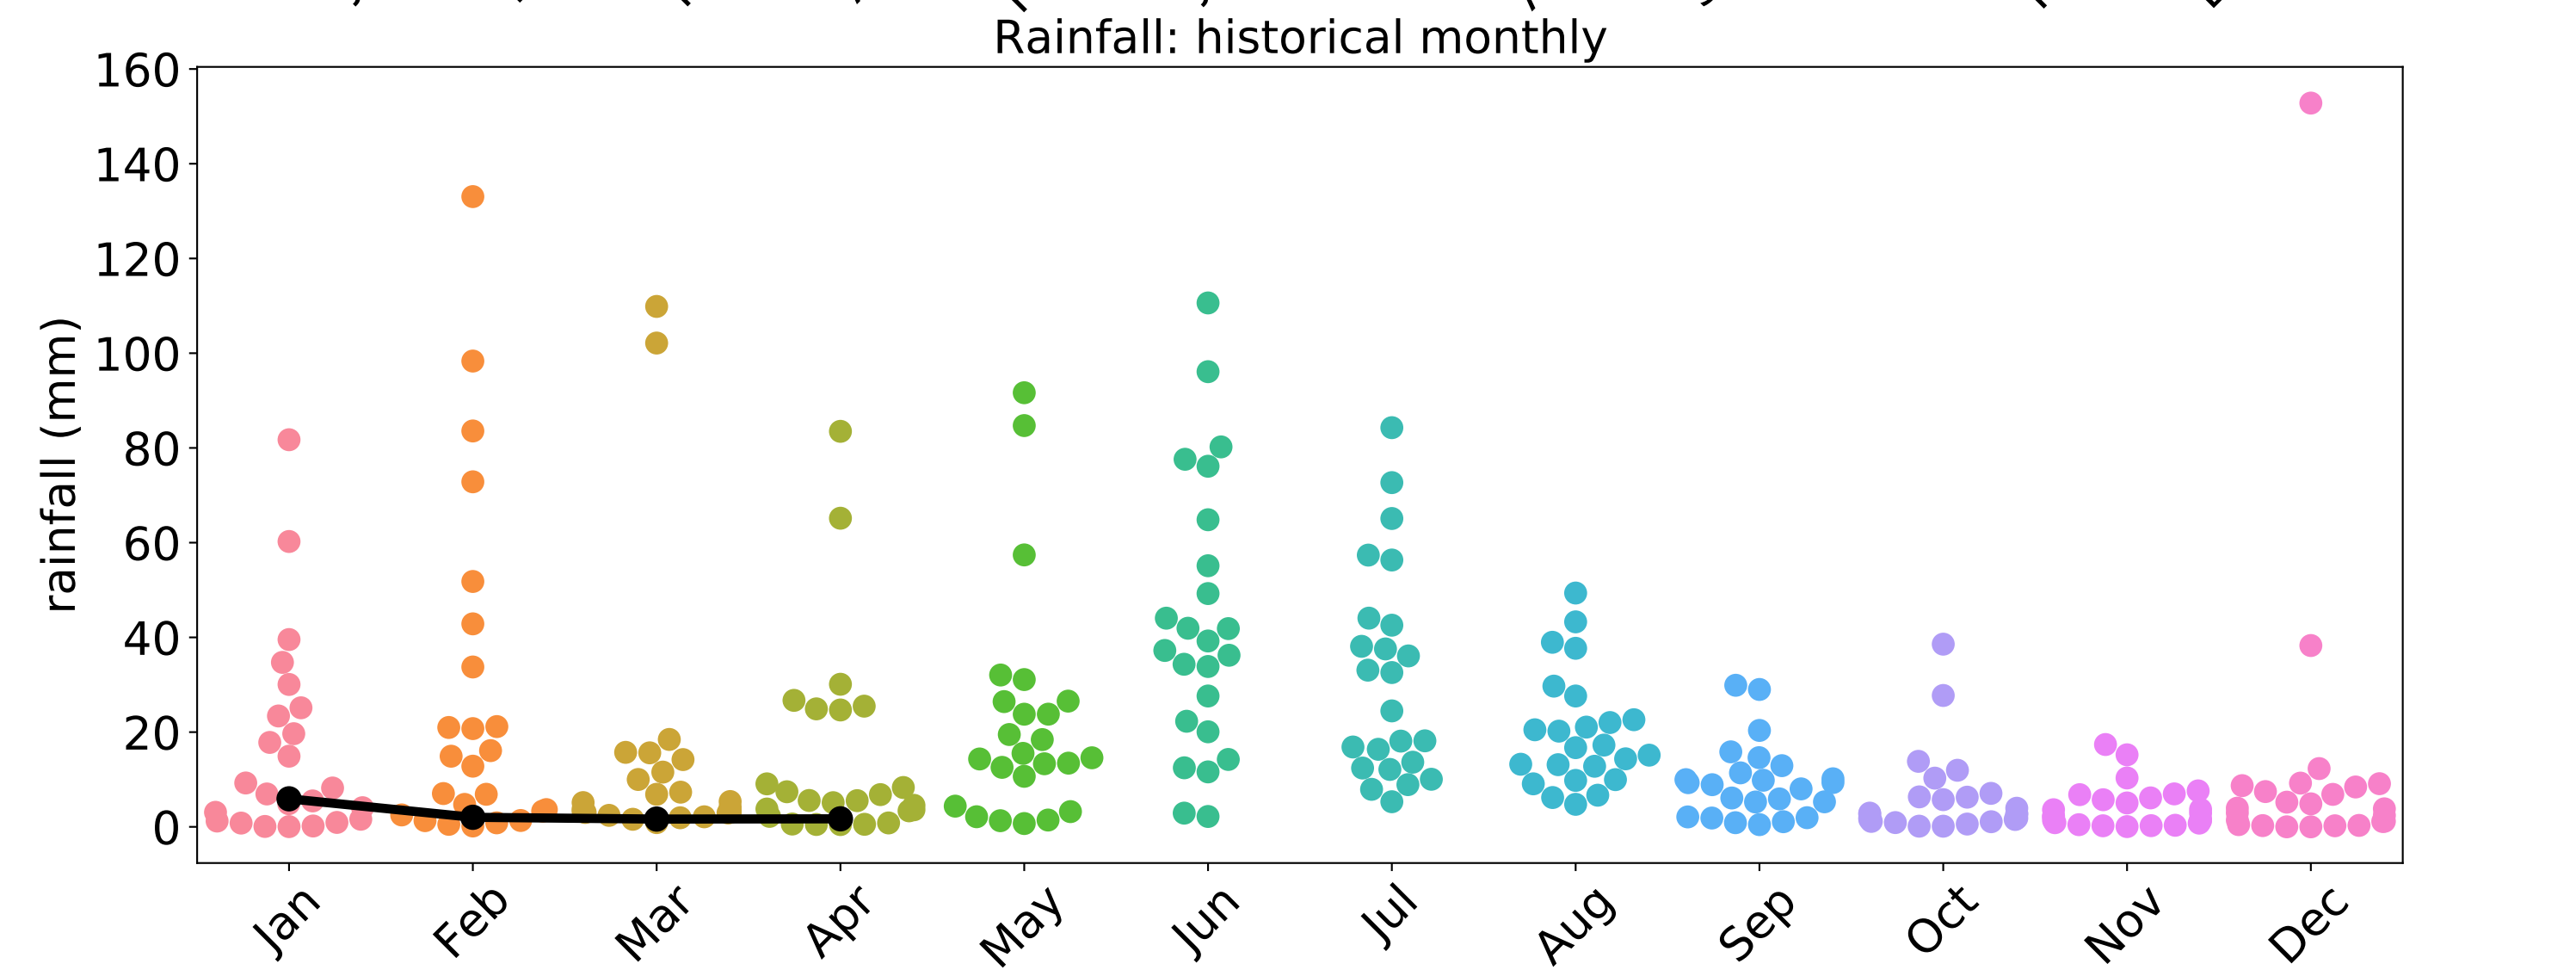 Rainfall: historical monthly
160
140
120
100
80
60
40
20
0
rainfall (mm)
Jan
Feb
Mar
Apr
May
Jun
Jul
Aug
Sep
Oct
Nov
Dec